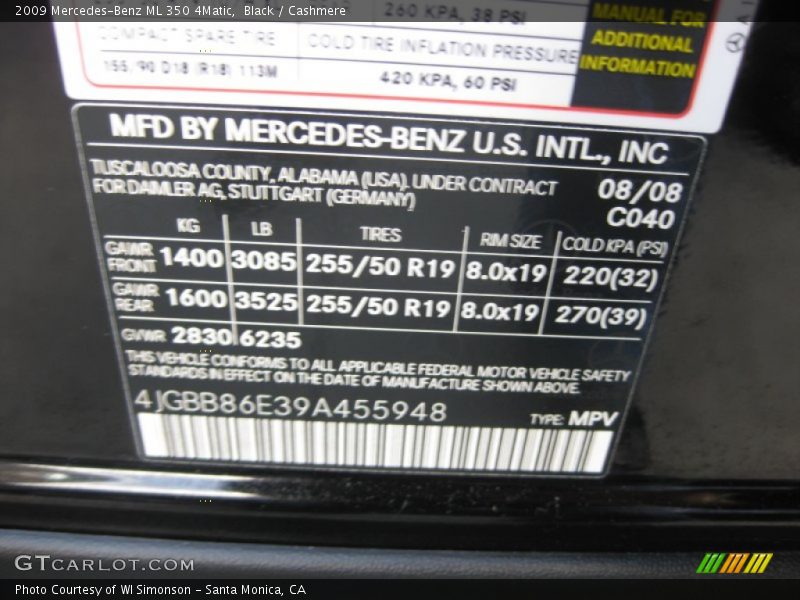 2009 Mercedes-Benz ML 350 4Matic, Black / Cashmere
260 KPA, 38 PSI
COMPACT SPARE TIRE COLD TIRE INFLATION PRESSURE
155/90 D18 (R18) 113M 420 KPA, 60 PSI
MANUAL FOR
ADDITIONAL
INFORMATION
MFD BY MERCEDES-BENZ U.S. INTL., INC
TUSCALOOSA COUNTY, ALABAMA (USA). UNDER CONTRACT
FOR DAIMLER AG, STUTTGART (GERMANY)
08/08
C040
KG LB TIRES RIM SIZE COLD KPA (PSI)
GAWR FRONT 1400 3085 255/50 R19 8.0x19 220(32)
GAWR REAR 1600 3525 255/50 R19 8.0x19 270(39)
GVWR 2830 6235
THIS VEHICLE CONFORMS TO ALL APPLICABLE FEDERAL MOTOR VEHICLE SAFETY
STANDARDS IN EFFECT ON THE DATE OF MANUFACTURE SHOWN ABOVE.
4JGBB86E39A455948 TYPE: MPV
GTCARLOT.COM
Photo Courtesy of WI Simonson - Santa Monica, CA